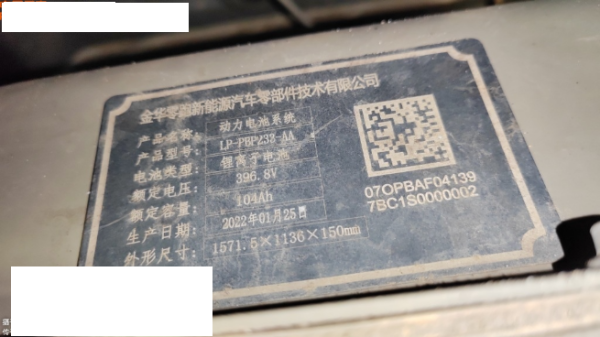 金华零跑新能源汽车零部件技术有限公司
产品名称: 动力电池系统
产品型号: LP-PBP233-AA
电池类型: 锂离子电池
额定电压: 396.8V
额定容量: 104Ah
生产日期: 2022年01月25日
外形尺寸: 1571.5×1136×150mm
07OPBAF04139
7BC1S0000002